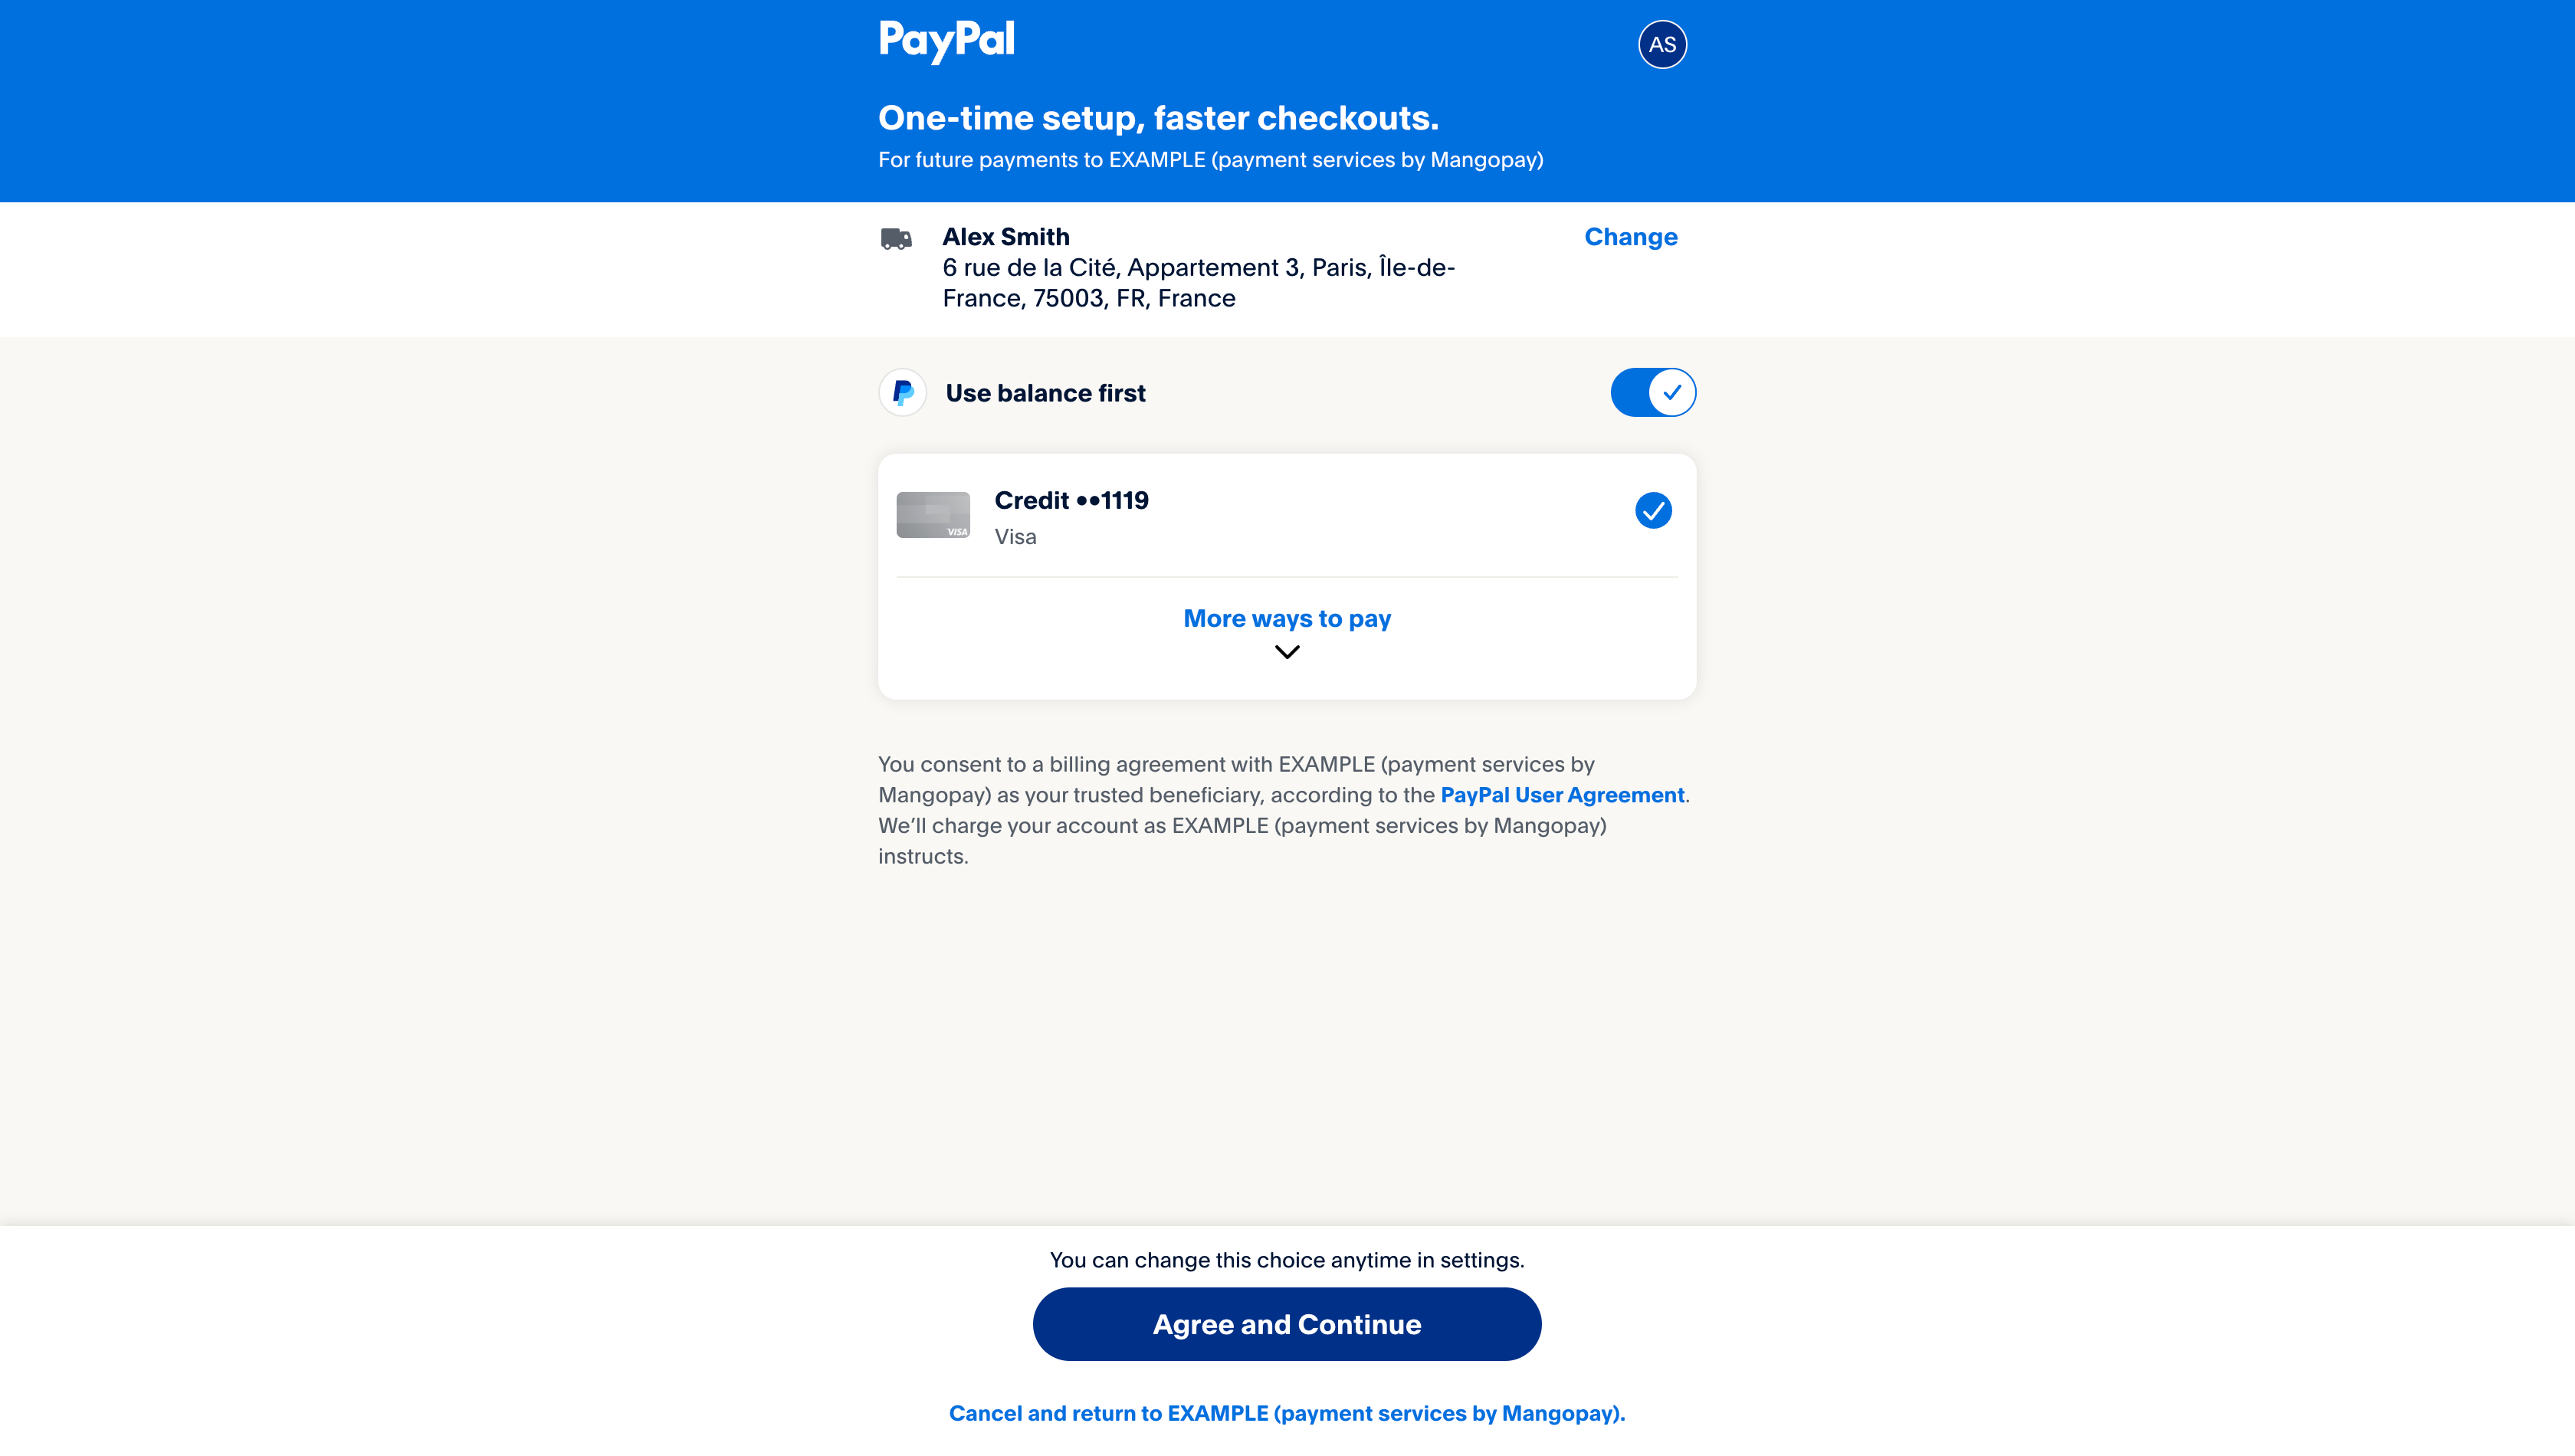 PayPal
AS
One-time setup, faster checkouts.
For future payments to EXAMPLE (payment services by Mangopay)
Alex Smith
Change
6 rue de la Cité, Appartement 3, Paris, Île-de-
France, 75003, FR, France
Use balance first
Credit ••1119
VISA
Visa
More ways to pay
You consent to a billing agreement with EXAMPLE (payment services by
Mangopay) as your trusted beneficiary, according to the PayPal User Agreement.
We’ll charge your account as EXAMPLE (payment services by Mangopay)
instructs.
You can change this choice anytime in settings.
Agree and Continue
Cancel and return to EXAMPLE (payment services by Mangopay).